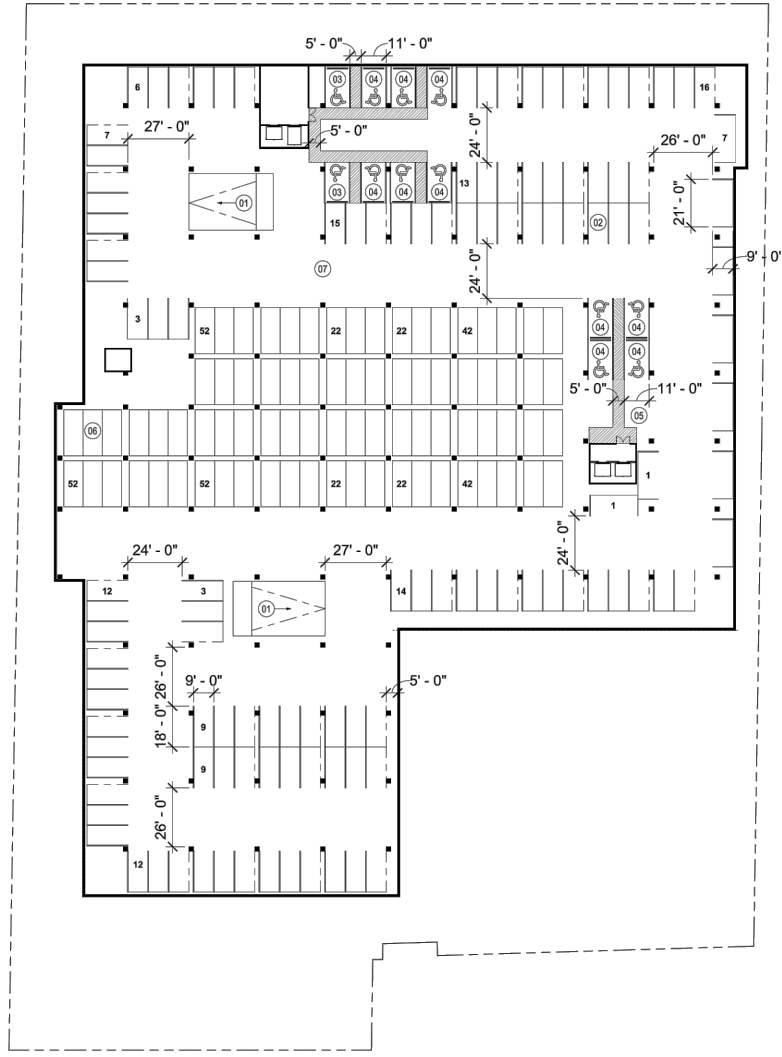 5' - 0" 11' - 0"
6 03 04 04 04 16
7 27' - 0" 5' - 0" 24' - 0" 26' - 0" 7
03 04 04 04 13
01 15 02 21' - 0"
07 24' - 0" 9' - 0'
3 52 22 22 42 04 04
04 04
5' - 0" 11' - 0"
06 05
52 52 22 22 42 1
1
24' - 0" 27' - 0" 24' - 0"
12 3 01 14
26' - 0" 9' - 0" 5' - 0"
18' - 0" 9
9
26' - 0"
12